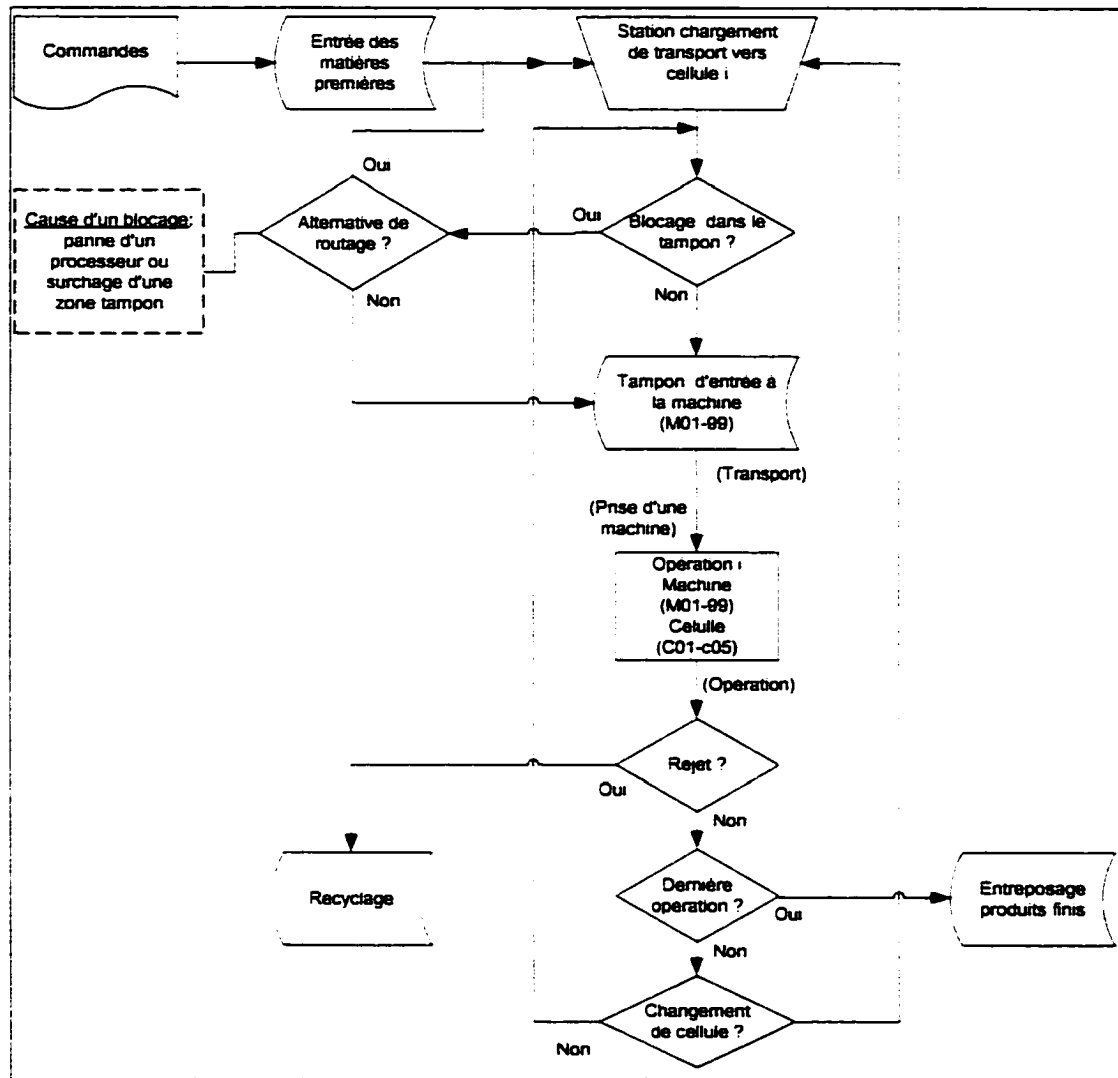 Commandes
Entrée des
matières
premières
Station chargement
de transport vers
cellule i
Oui
Cause d'un blocage:
panne d'un
processeur ou
surchage d'une
zone tampon
Alternative de
routage ?
Oui
Blocage dans le
tampon ?
Non
Non
Tampon d'entrée à
la machine
(M01-99)
(Transport)
(Prise d'une
machine)
Opération i
Machine
(M01-99)
Cellule
(C01-c05)
(Opération)
Rejet ?
Oui
Non
Recyclage
Dernière
opération ?
Oui
Entreposage
produits finis
Non
Changement
de cellule ?
Non